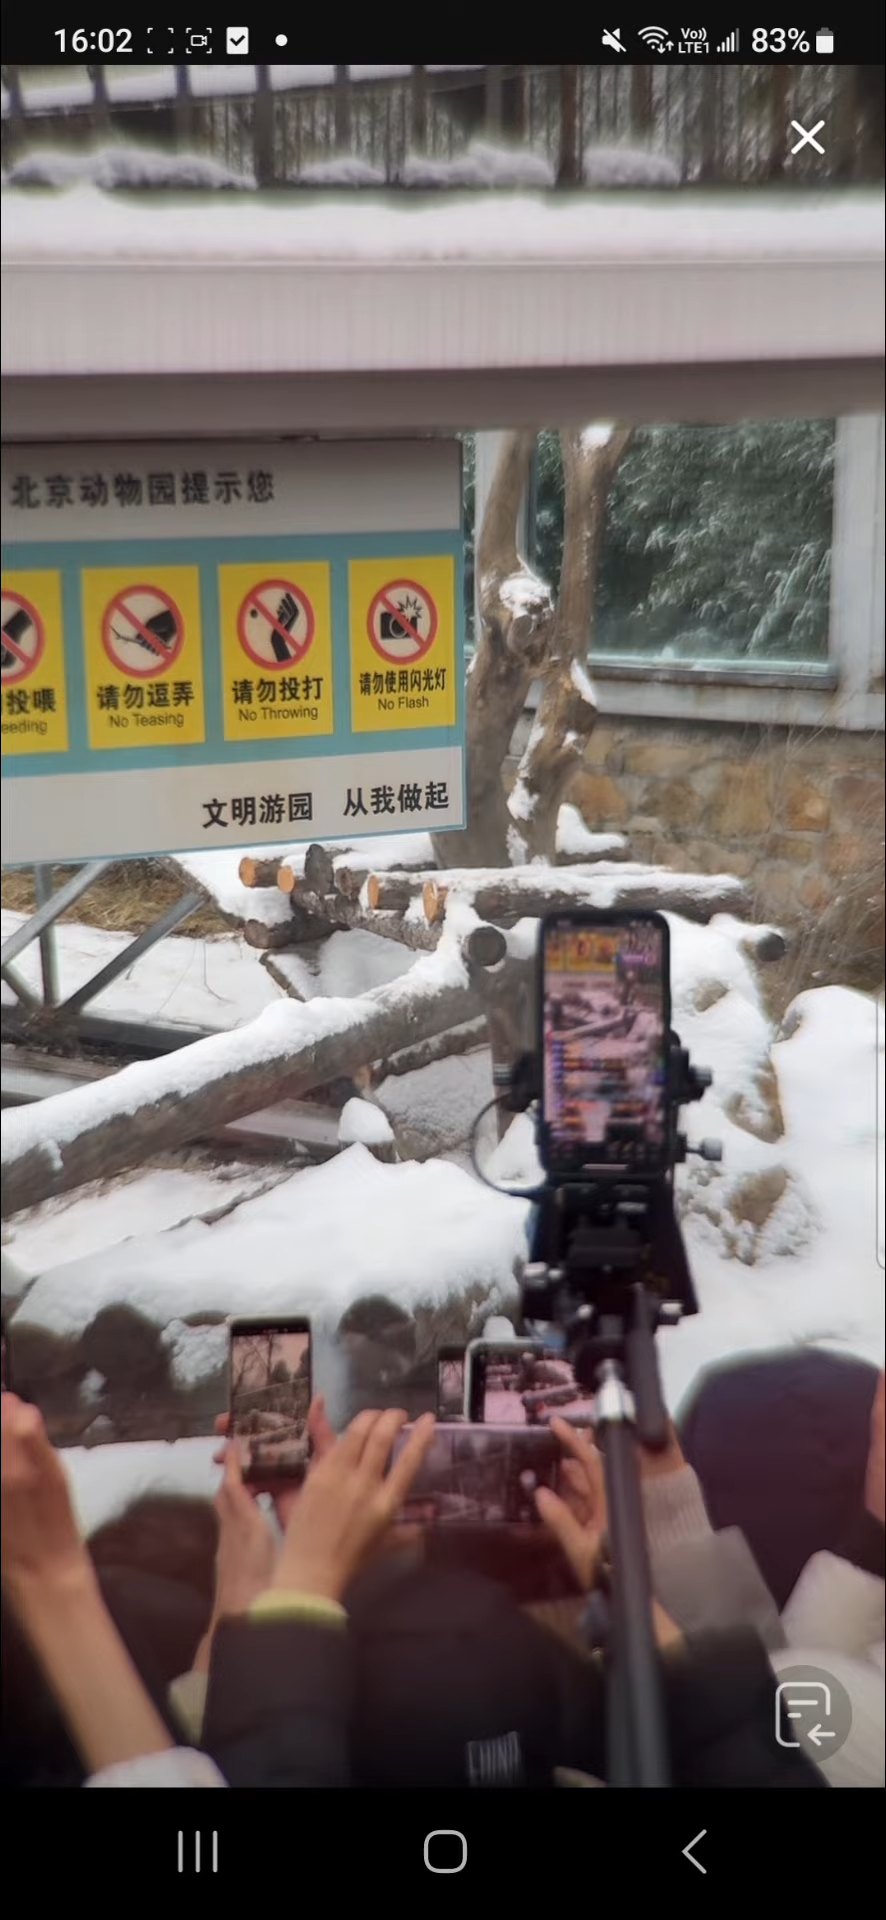 16:02
Vo))
LTE1
83%
北京动物园提示您
投喂
eeding
请勿逗弄
No Teasing
请勿投打
No Throwing
请勿使用闪光灯
No Flash
文明游园 从我做起